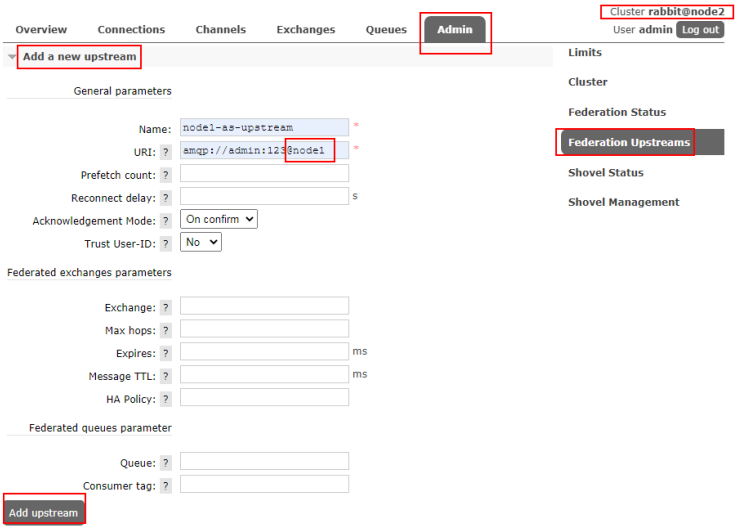 Cluster rabbit@node2
Overview Connections Channels Exchanges Queues Admin
User admin Log out
Add a new upstream
General parameters
Name: node1-as-upstream *
URI: ? amqp://admin:123@node1 *
Prefetch count: ?
Reconnect delay: ? s
Acknowledgement Mode: ? On confirm
Trust User-ID: ? No
Federated exchanges parameters
Exchange: ?
Max hops: ?
Expires: ? ms
Message TTL: ? ms
HA Policy: ?
Federated queues parameter
Queue: ?
Consumer tag: ?
Add upstream
Limits
Cluster
Federation Status
Federation Upstreams
Shovel Status
Shovel Management